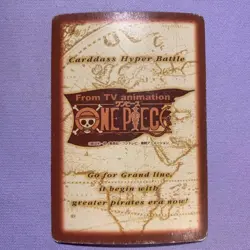 Carddass Hyper Battle
From TV animation
ワンピース
ONE PIECE
Go for Grand line.
it begin with
greater pirates era now!